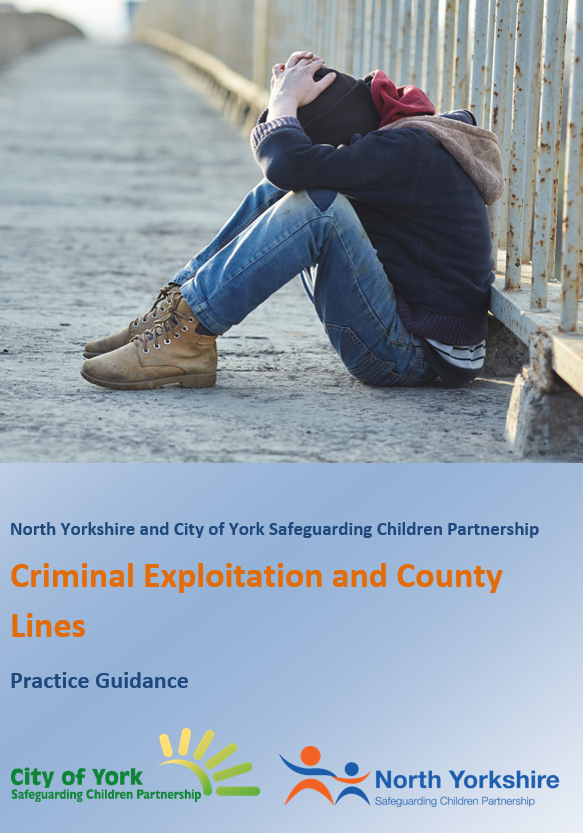 North Yorkshire and City of York Safeguarding Children Partnership
Criminal Exploitation and County
Lines
Practice Guidance
City of York
Safeguarding Children Partnership
North Yorkshire
Safeguarding Children Partnership